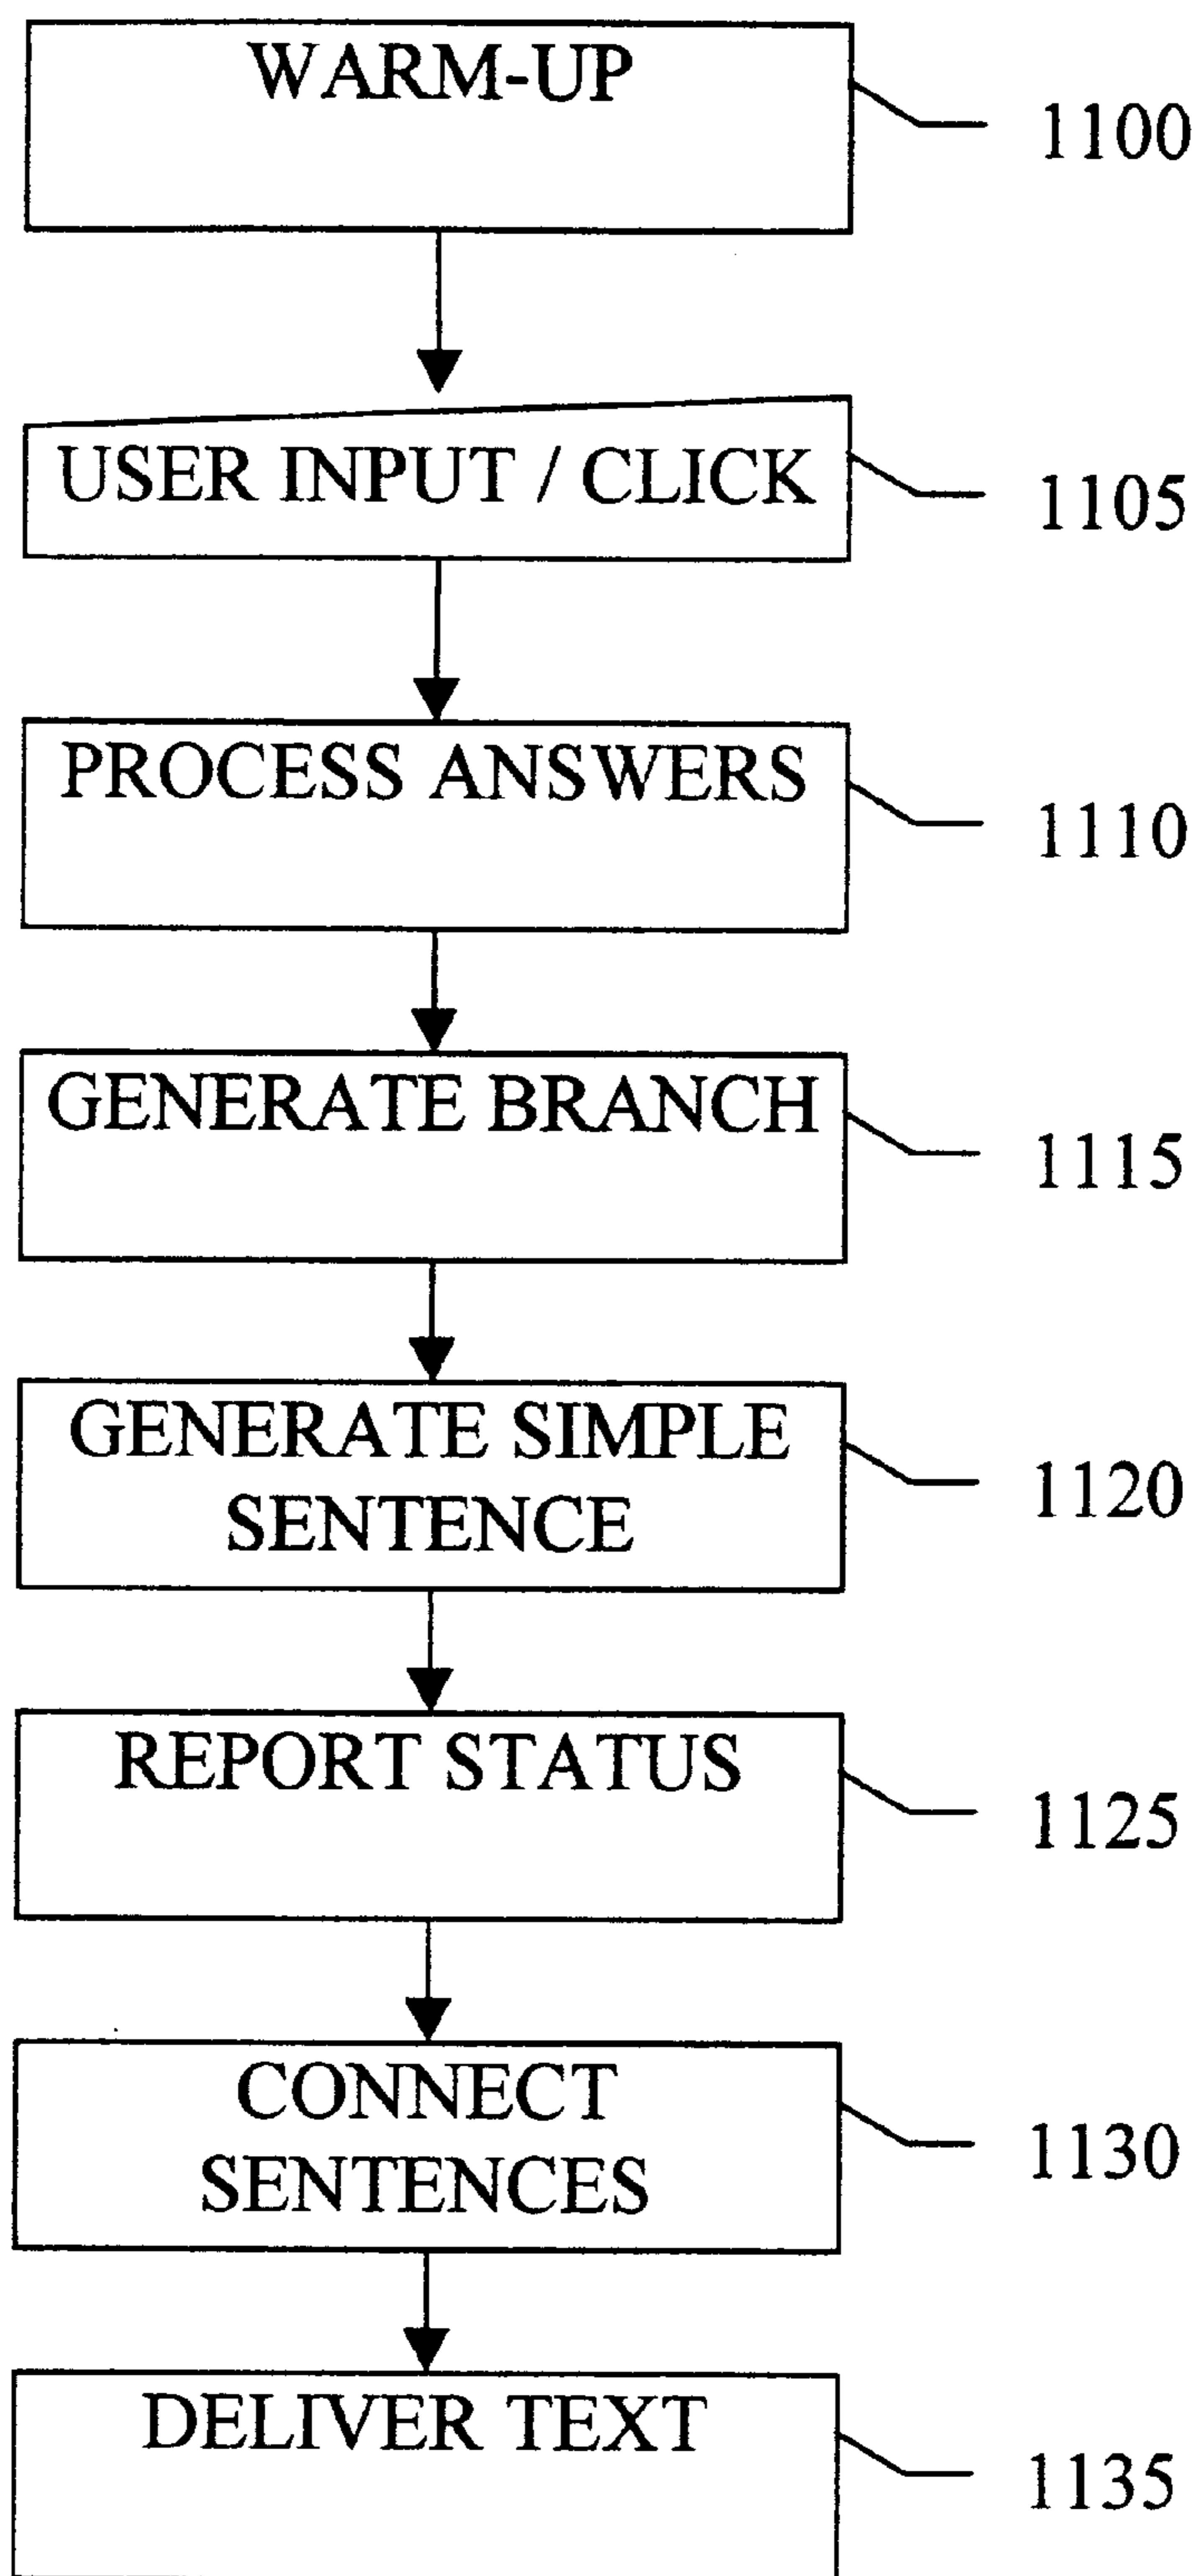 WARM-UP
1100
USER INPUT / CLICK
1105
PROCESS ANSWERS
1110
GENERATE BRANCH
1115
GENERATE SIMPLE
SENTENCE
1120
REPORT STATUS
1125
CONNECT
SENTENCES
1130
DELIVER TEXT
1135